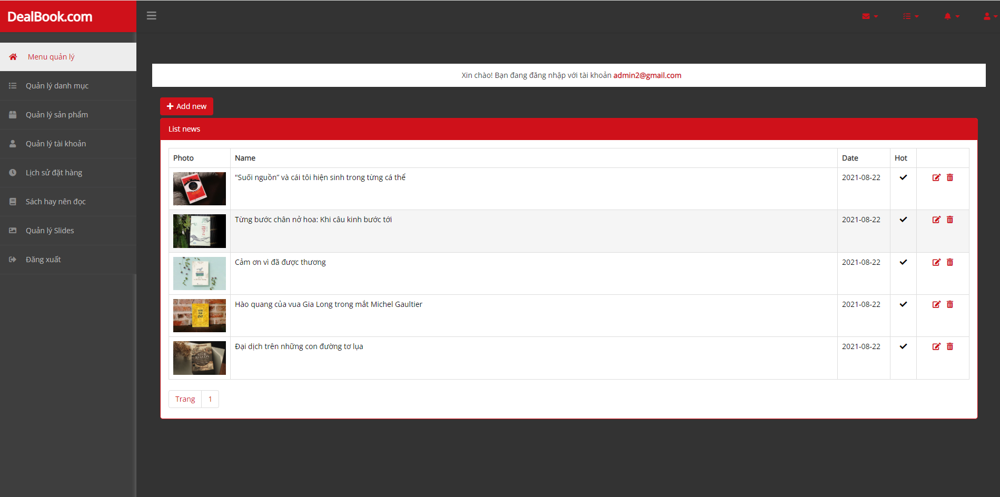 DealBook.com
Menu quản lý
Quản lý danh mục
Quản lý sản phẩm
Quản lý tài khoản
Lịch sử đặt hàng
Sách hay nên đọc
Quản lý Slides
Đăng xuất
Xin chào! Bạn đang đăng nhập với tài khoản admin2@gmail.com
Add new
List news
Photo Name Date Hot
"Suối nguồn” và cái tôi hiện sinh trong từng cá thể 2021-08-22
Từng bước chân nở hoa: Khi câu kinh bước tới 2021-08-22
Cảm ơn vì đã được thương 2021-08-22
Hào quang của vua Gia Long trong mắt Michel Gaultier 2021-08-22
Đại dịch trên những con đường tơ lụa 2021-08-22
Trang 1